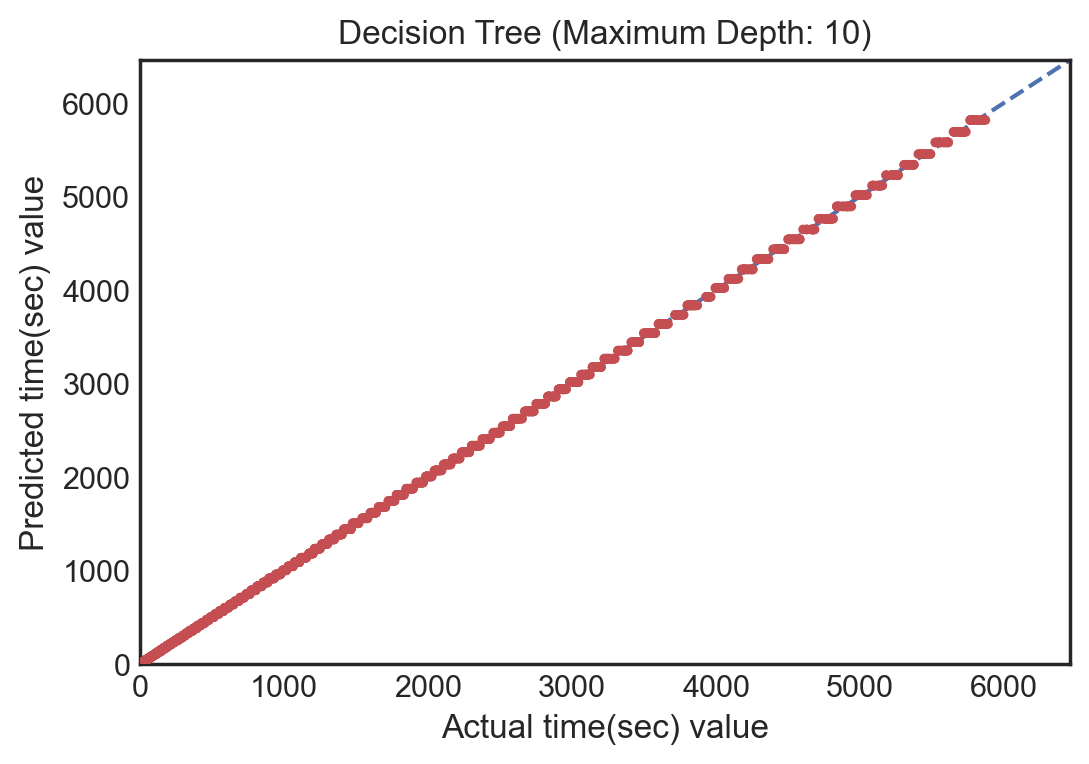 Decision Tree (Maximum Depth: 10)
Predicted time(sec) value
6000
5000
4000
3000
2000
1000
0
0 1000 2000 3000 4000 5000 6000
Actual time(sec) value